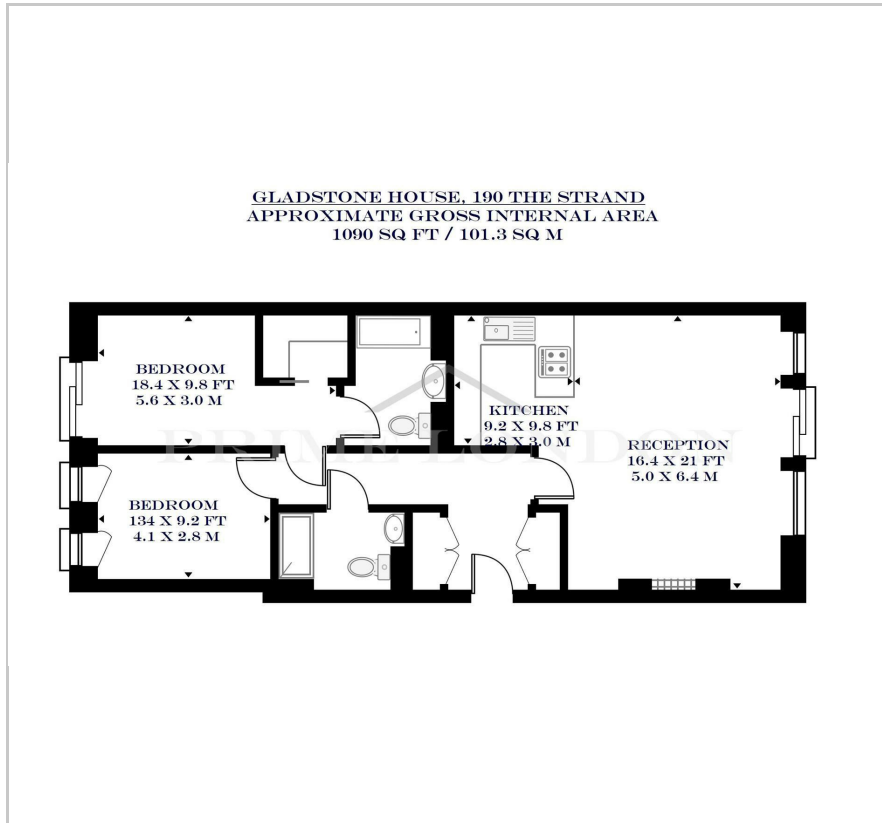 GLADSTONE HOUSE, 190 THE STRAND
APPROXIMATE GROSS INTERNAL AREA
1090 SQ FT / 101.3 SQ M
BEDROOM
18.4 X 9.8 FT
5.6 X 3.0 M
KITCHEN
9.2 X 9.8 FT
2.8 X 3.0 M
RECEPTION
16.4 X 21 FT
5.0 X 6.4 M
PRIME LONDON
BEDROOM
134 X 9.2 FT
4.1 X 2.8 M